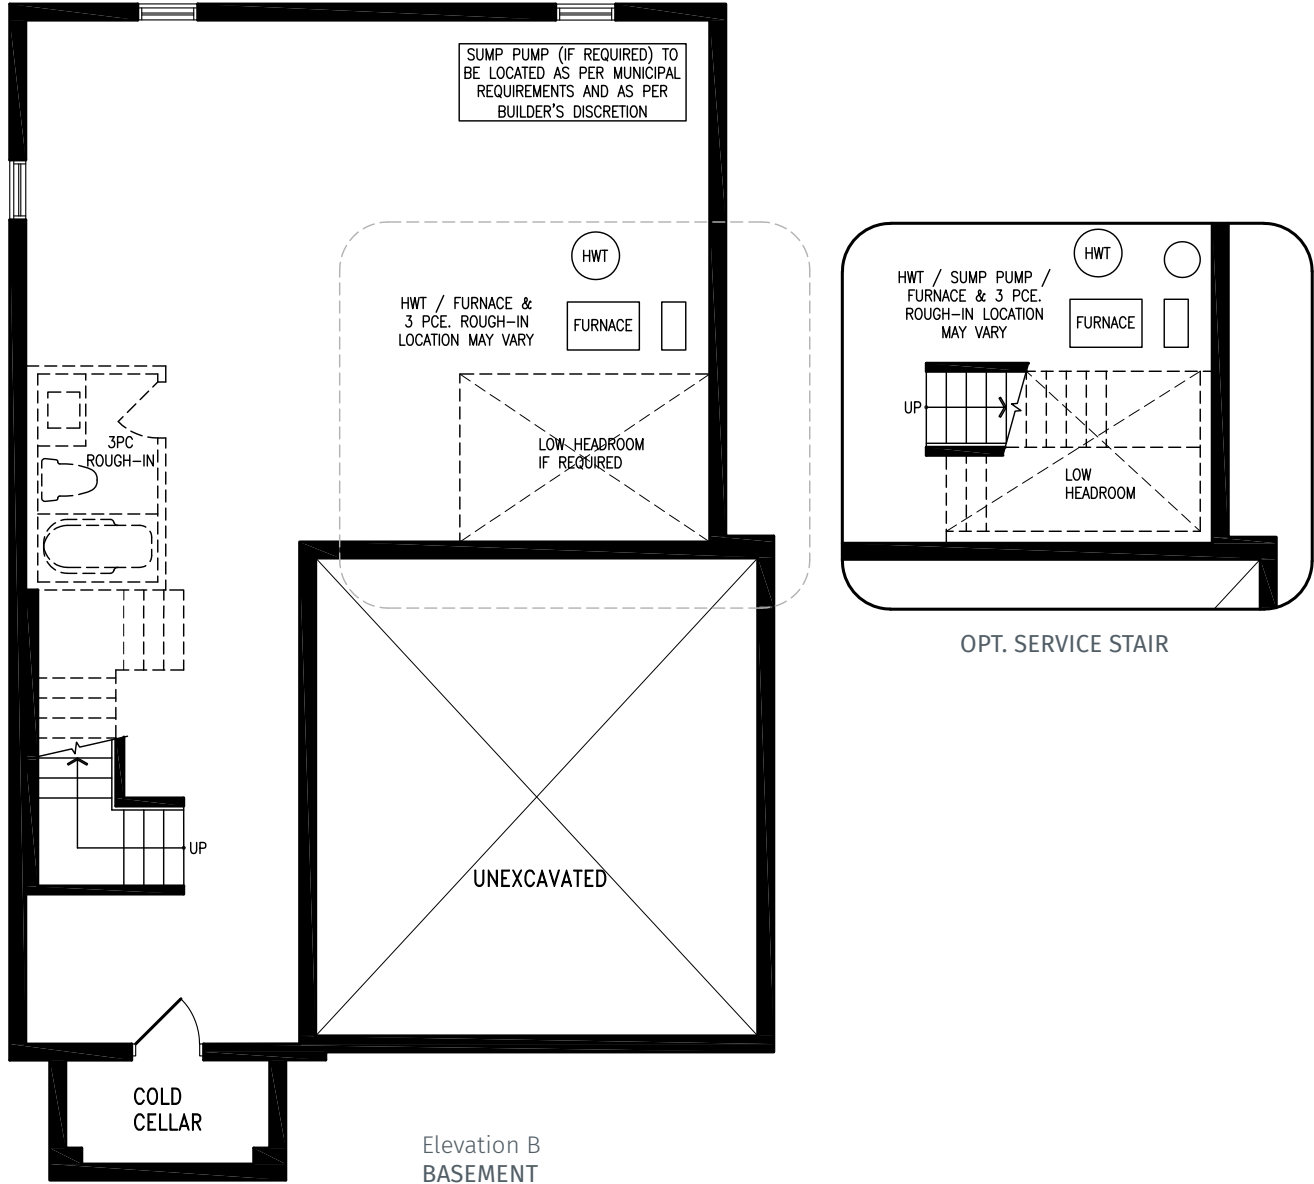 SUMP PUMP (IF REQUIRED) TO
BE LOCATED AS PER MUNICIPAL
REQUIREMENTS AND AS PER
BUILDER'S DISCRETION
HWT
HWT / FURNACE &
3 PCE. ROUGH-IN
LOCATION MAY VARY
FURNACE
3PC
ROUGH-IN
LOW HEADROOM
IF REQUIRED
UP
UNEXCAVATED
COLD
CELLAR
Elevation B
BASEMENT
HWT
HWT / SUMP PUMP /
FURNACE & 3 PCE.
ROUGH-IN LOCATION
MAY VARY
FURNACE
UP
LOW
HEADROOM
OPT. SERVICE STAIR